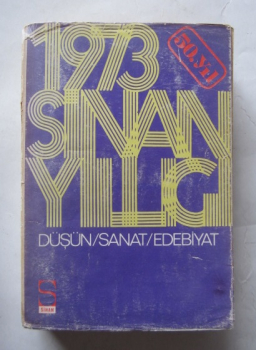 1973
50.yıl
SİNAN
YILLIĞI
DÜŞÜN/SANAT/EDEBİYAT